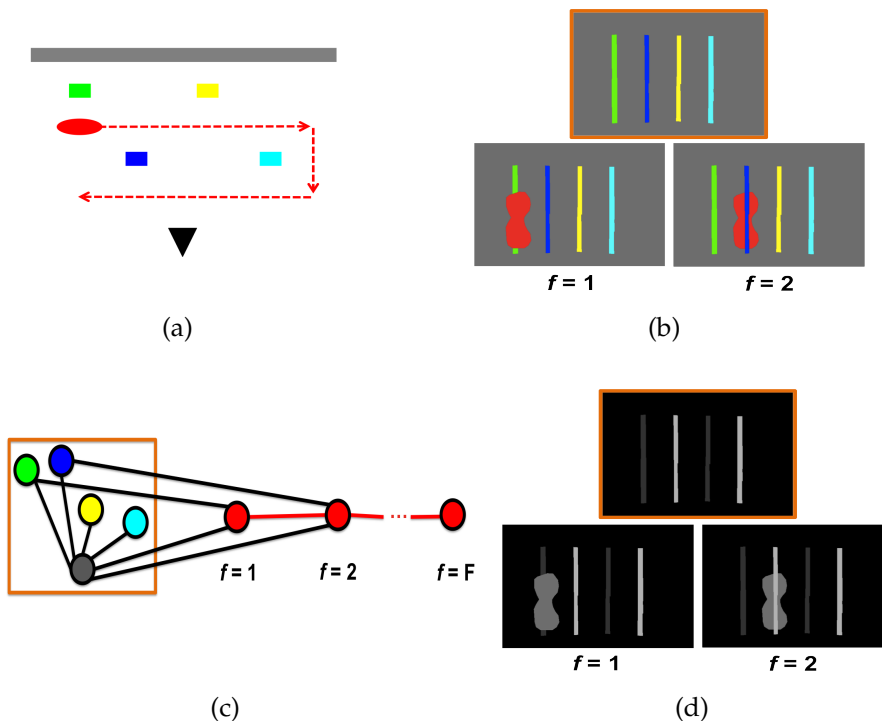 f = 1
f = 2
(a)
(b)
f = 1
f = 2
...
f = F
f = 1
f = 2
(c)
(d)